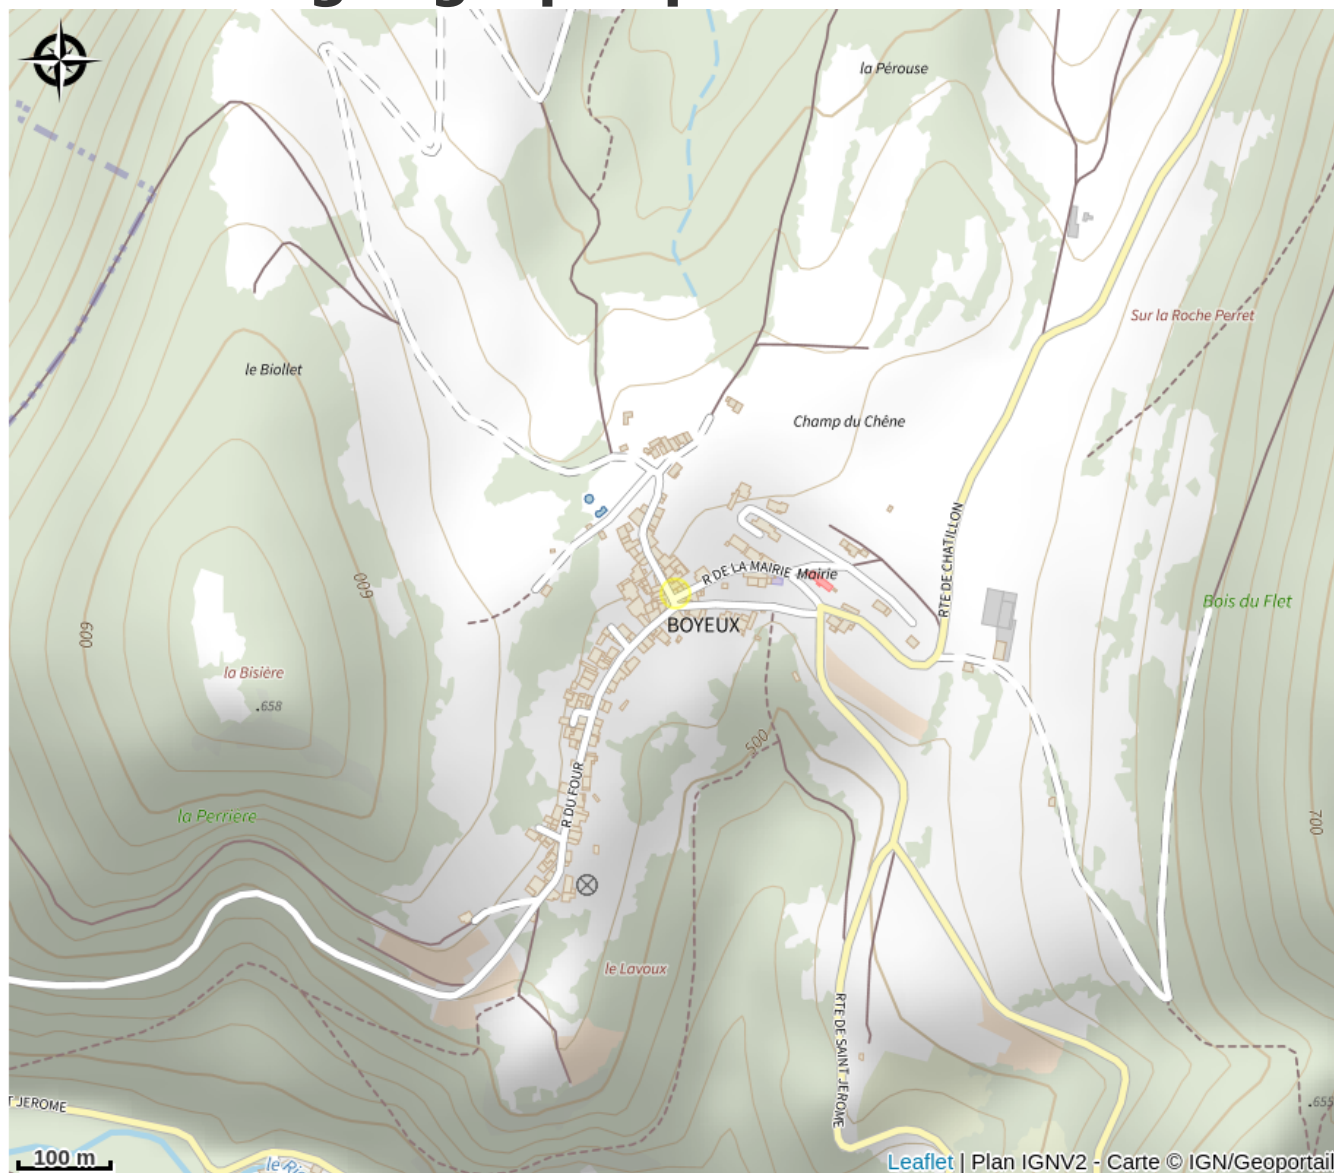 la Pérouse
Sur la Roche Perret
le Biollet
Champ du Chêne
RTE DE CHATILLON
R DE LA MAIRIE
Mairie
600
600
Bois du Flet
BOYEUX
la Bisière
.658
500
R DU FOUR
la Perrière
700
le Lavoux
RTE DE SAINT JEROME
T JEROME
.655
100 m
Leaflet | Plan IGNV2 - Carte © IGN/Geoportail